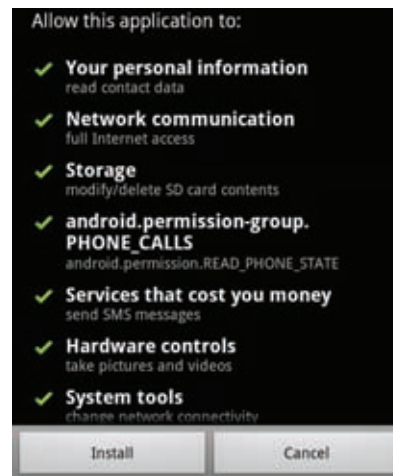 Allow this application to:
Your personal information
read contact data
Network communication
full Internet access
Storage
modify/delete SD card contents
android.permission-group.
PHONE_CALLS
android.permission.READ_PHONE_STATE
Services that cost you money
send SMS messages
Hardware controls
take pictures and videos
System tools
change network connectivity
Install
Cancel